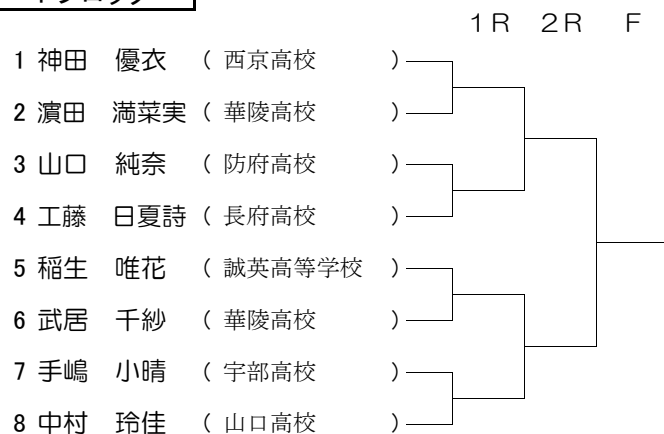 1R 2R F
1 神田 優衣 ( 西京高校 )
2 濵田 満菜実 ( 華陵高校 )
3 山口 純奈 ( 防府高校 )
4 工藤 日夏詩 ( 長府高校 )
5 稲生 唯花 ( 誠英高等学校 )
6 武居 千紗 ( 華陵高校 )
7 手嶋 小晴 ( 宇部高校 )
8 中村 玲佳 ( 山口高校 )